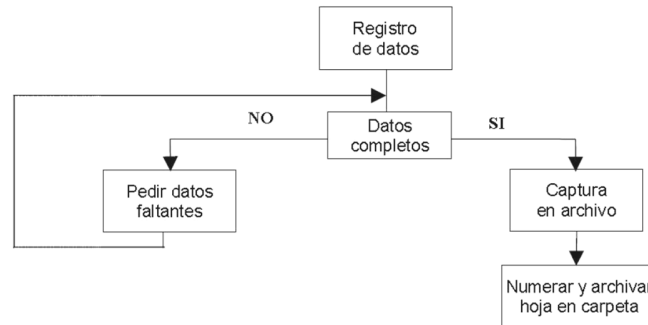 Registro
de datos
NO
Datos
completos
SI
Pedir datos
faltantes
Captura
en archivo
Numerar y archivar
hoja en carpeta